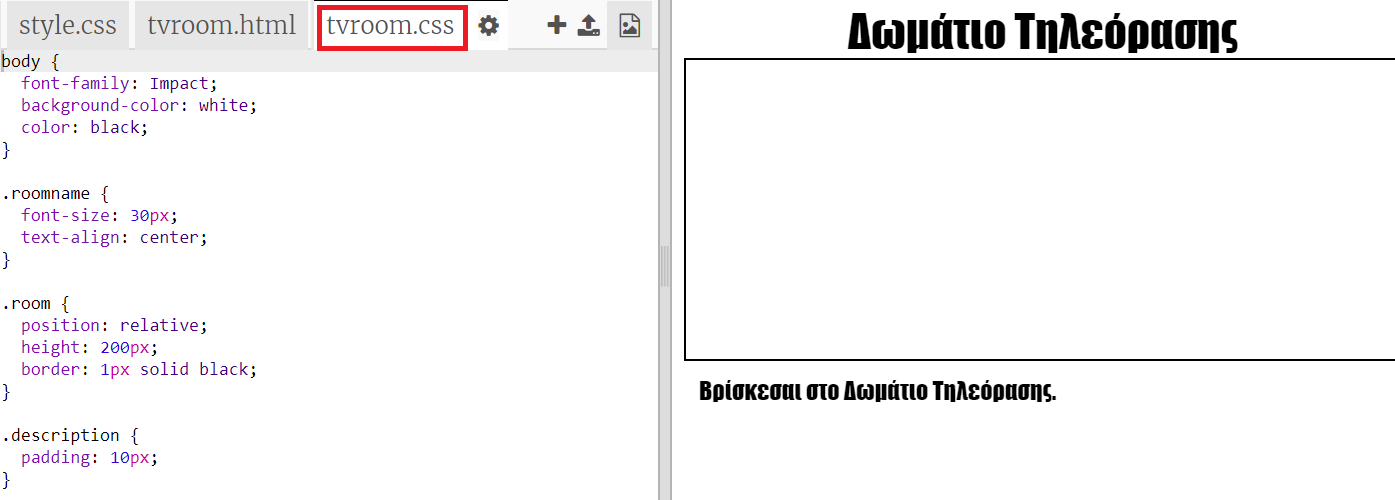 style.css tvroom.html tvroom.css
body {
  font-family: Impact;
  background-color: white;
  color: black;
}
.roomname {
  font-size: 30px;
  text-align: center;
}
.room {
  position: relative;
  height: 200px;
  border: 1px solid black;
}
.description {
  padding: 10px;
}
Δωμάτιο Τηλεόρασης
Βρίσκεσαι στο Δωμάτιο Τηλεόρασης.